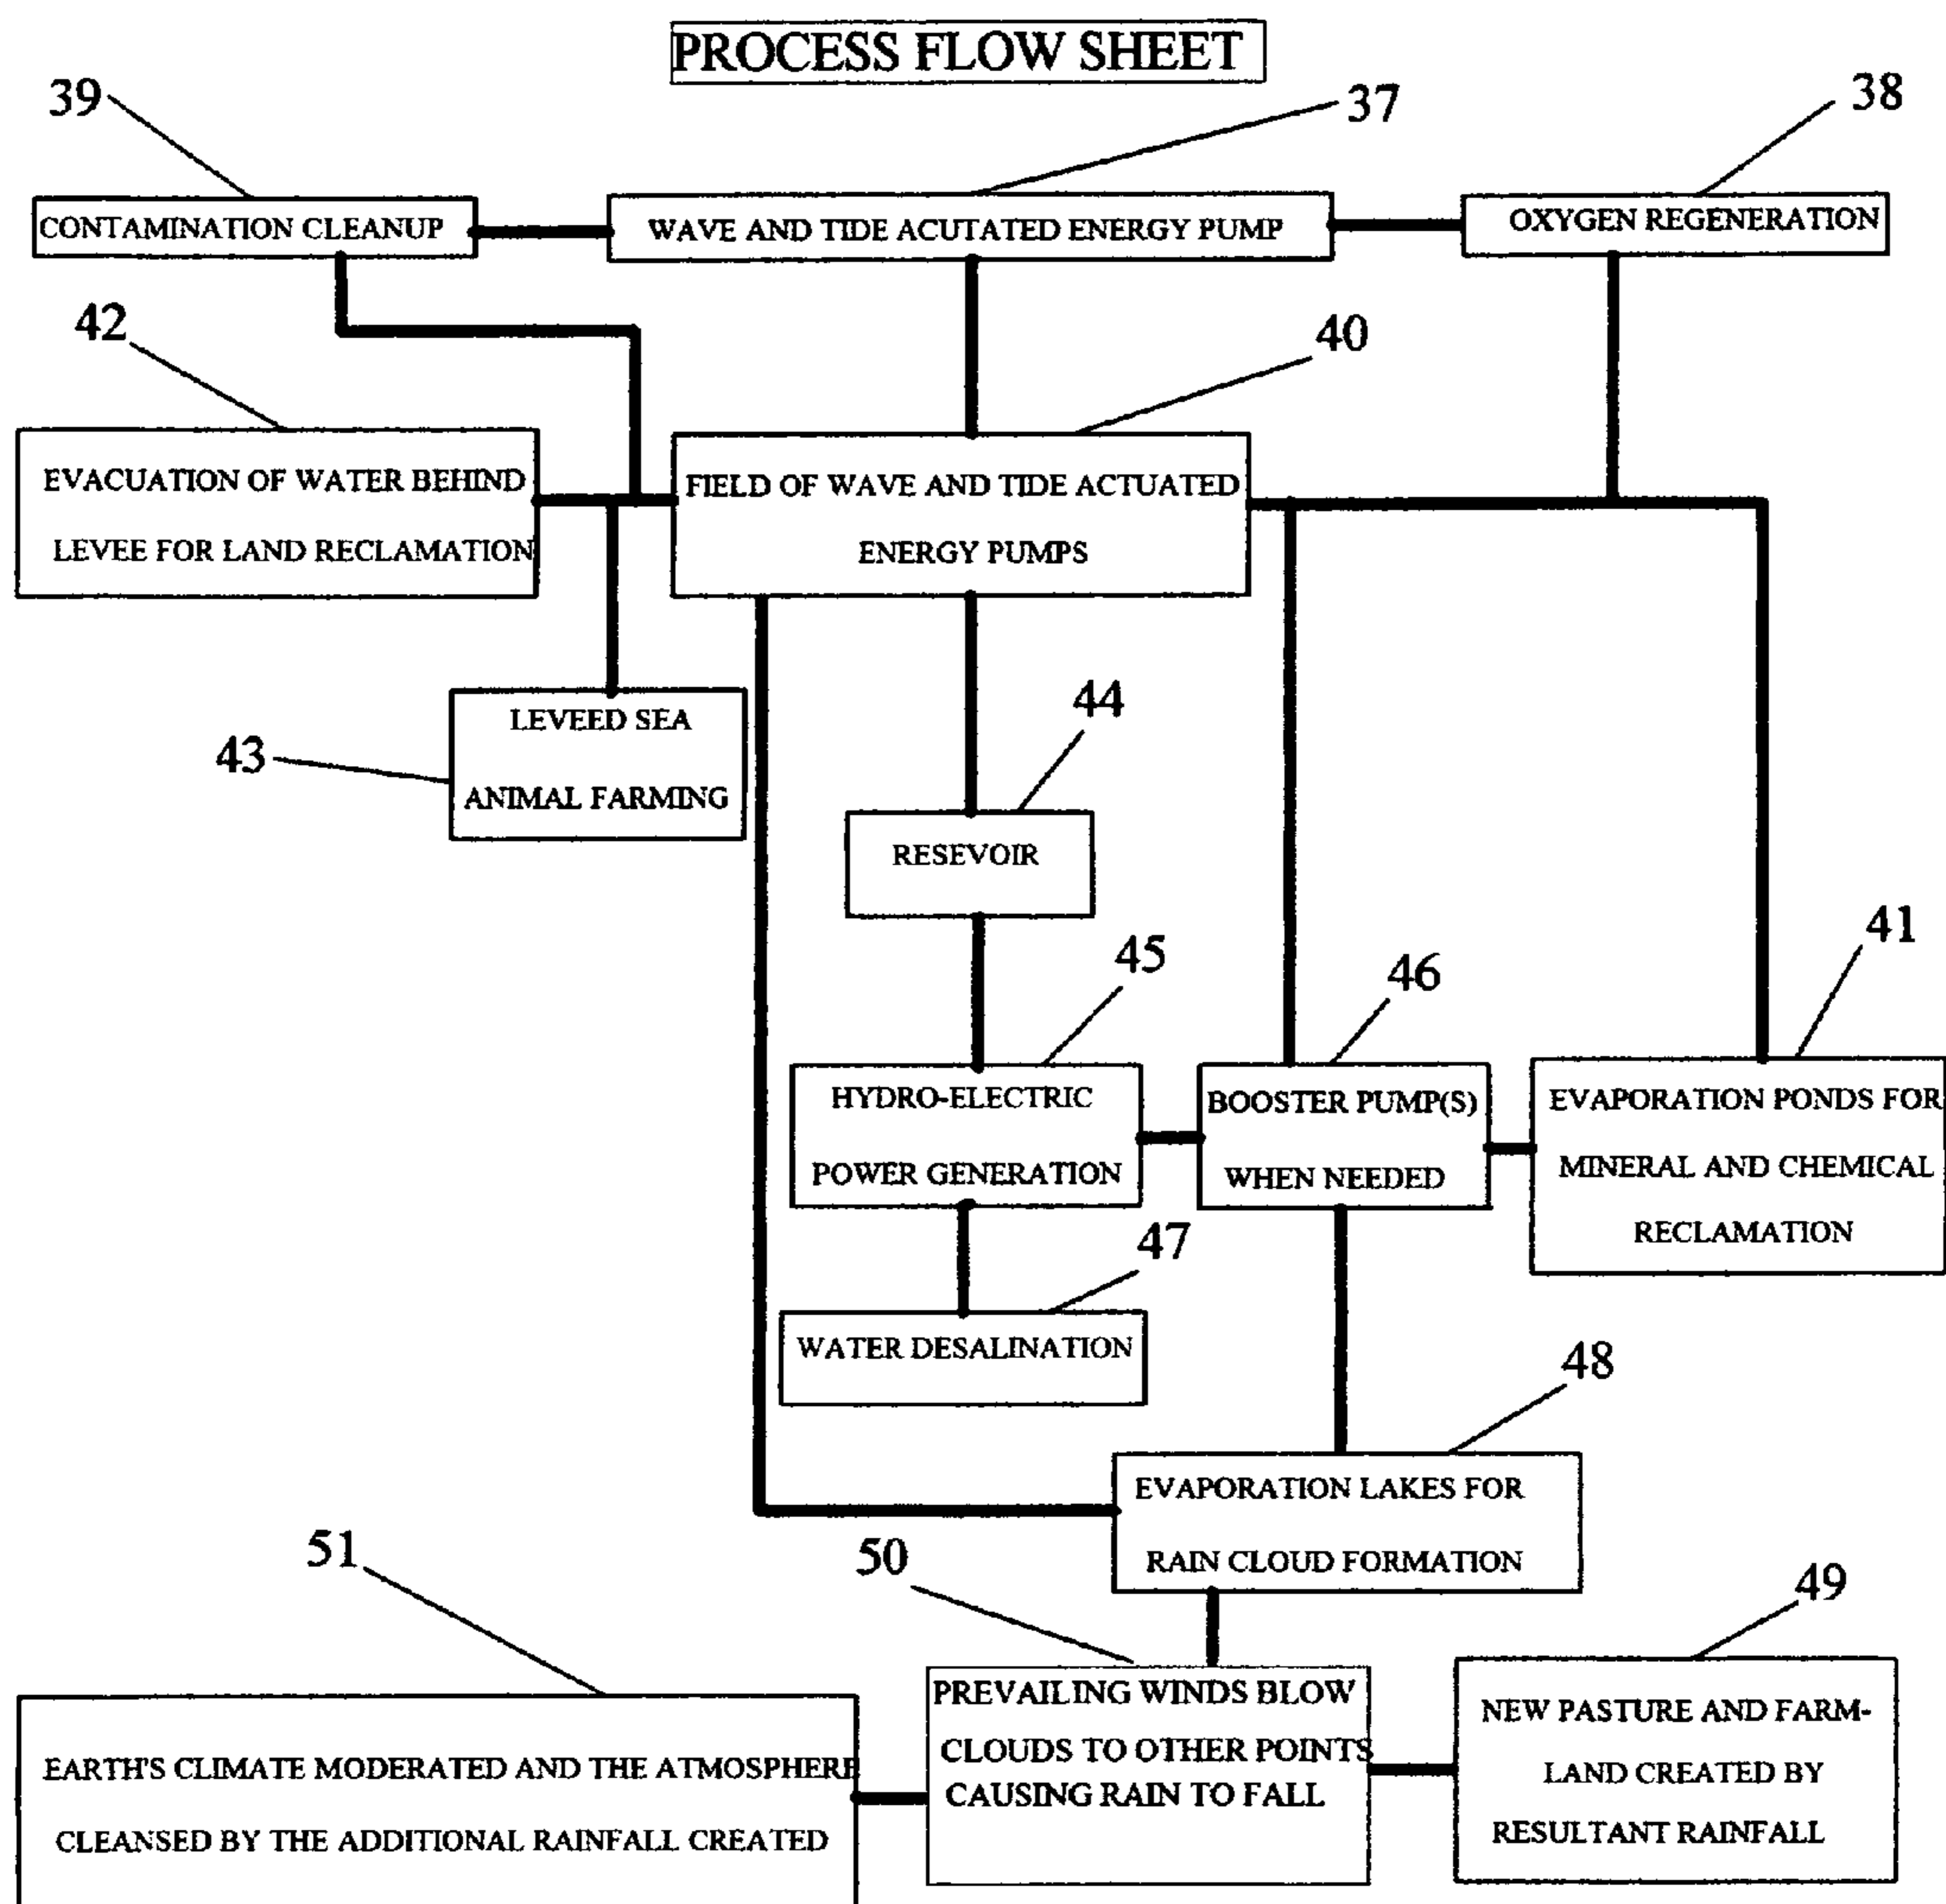 PROCESS FLOW SHEET
39
37
38
CONTAMINATION CLEANUP
WAVE AND TIDE ACUTATED ENERGY PUMP
OXYGEN REGENERATION
42
40
EVACUATION OF WATER BEHIND
LEVEE FOR LAND RECLAMATION
FIELD OF WAVE AND TIDE ACTUATED
ENERGY PUMPS
43
LEVEED SEA
ANIMAL FARMING
44
RESEVOIR
45
46
41
HYDRO-ELECTRIC
POWER GENERATION
BOOSTER PUMP(S)
WHEN NEEDED
EVAPORATION PONDS FOR
MINERAL AND CHEMICAL
RECLAMATION
47
WATER DESALINATION
48
EVAPORATION LAKES FOR
RAIN CLOUD FORMATION
51
50
49
EARTH'S CLIMATE MODERATED AND THE ATMOSPHERE
CLEANSED BY THE ADDITIONAL RAINFALL CREATED
PREVAILING WINDS BLOW
CLOUDS TO OTHER POINTS
CAUSING RAIN TO FALL
NEW PASTURE AND FARM-
LAND CREATED BY
RESULTANT RAINFALL